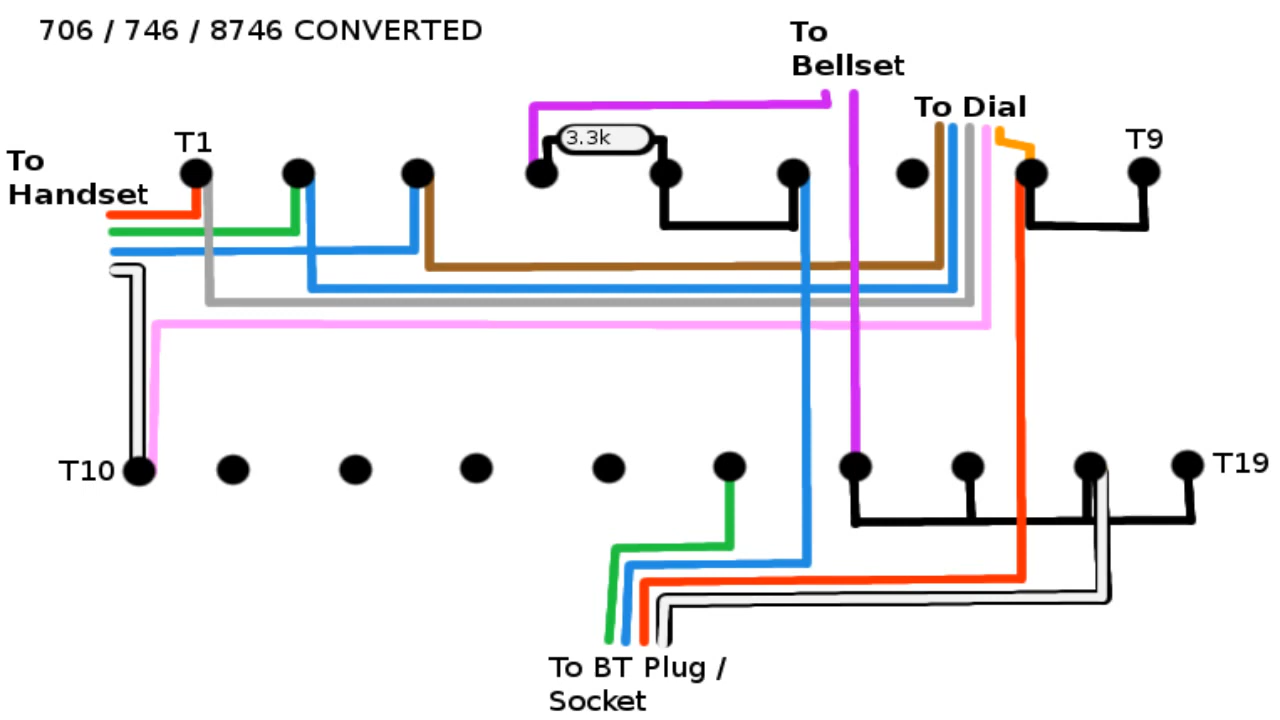 706 / 746 / 8746 CONVERTED
To
Bellset
To Dial
T1
3.3k
T9
To
Handset
T10
T19
To BT Plug /
Socket